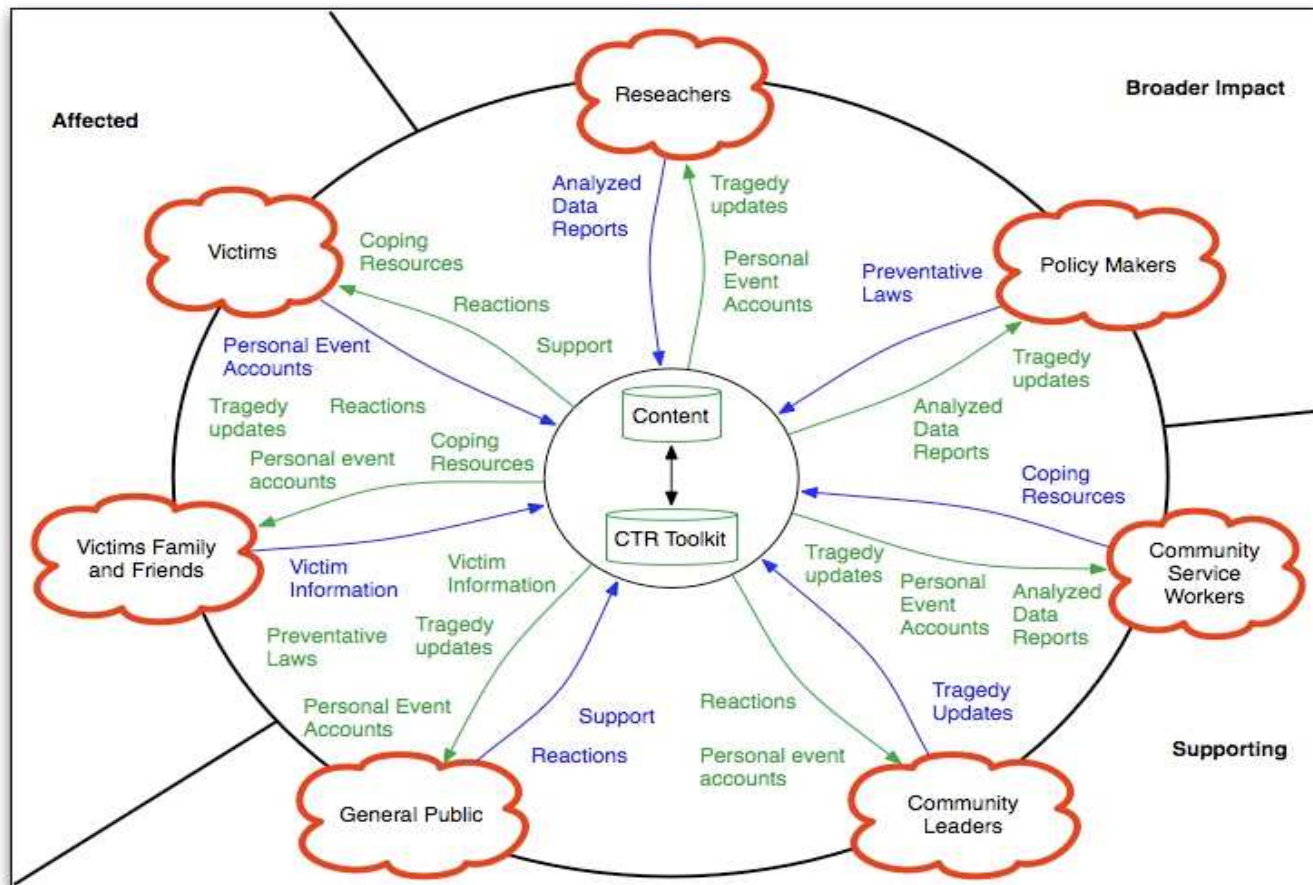 Reseachers
Broader Impact
Affected
Analyzed
Data
Reports
Tragedy
updates
Victims
Coping
Resources
Policy Makers
Personal
Event
Accounts
Preventative
Laws
Reactions
Support
Personal Event
Accounts
Tragedy
updates
Content
Tragedy
updates
Reactions
Analyzed
Data
Reports
Coping
Resources
Personal event
accounts
Coping
Resources
CTR Toolkit
Victims Family
and Friends
Victim
Information
Victim
Information
Tragedy
updates
Personal
Event
Accounts
Analyzed
Data
Reports
Community
Service
Workers
Preventative
Laws
Tragedy
updates
Personal Event
Accounts
Support
Reactions
Reactions
Personal event
accounts
Tragedy
Updates
Supporting
General Public
Community
Leaders